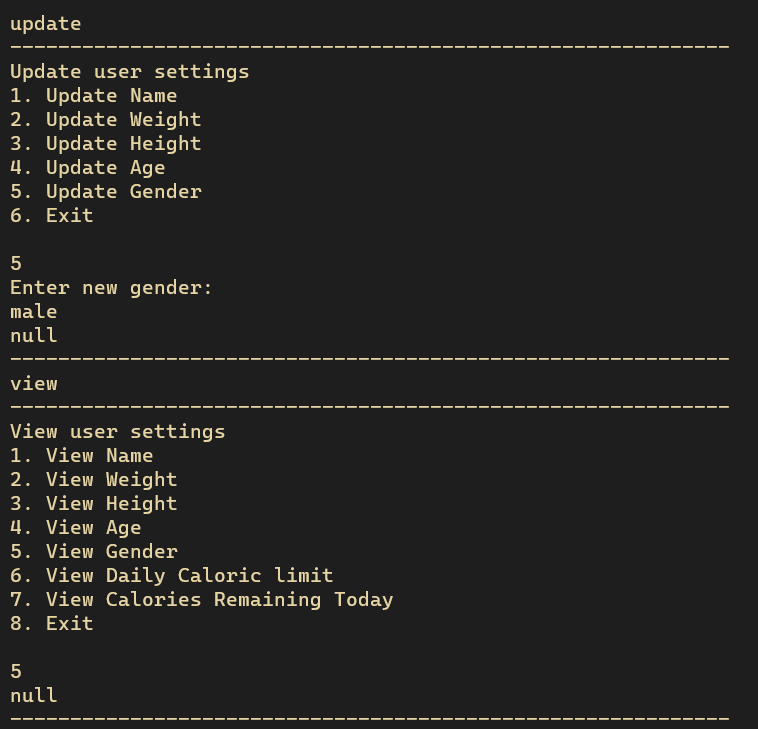 update
------------------------------------------------------------
Update user settings
1. Update Name
2. Update Weight
3. Update Height
4. Update Age
5. Update Gender
6. Exit
5
Enter new gender:
male
null
------------------------------------------------------------
view
------------------------------------------------------------
View user settings
1. View Name
2. View Weight
3. View Height
4. View Age
5. View Gender
6. View Daily Caloric limit
7. View Calories Remaining Today
8. Exit
5
null
------------------------------------------------------------